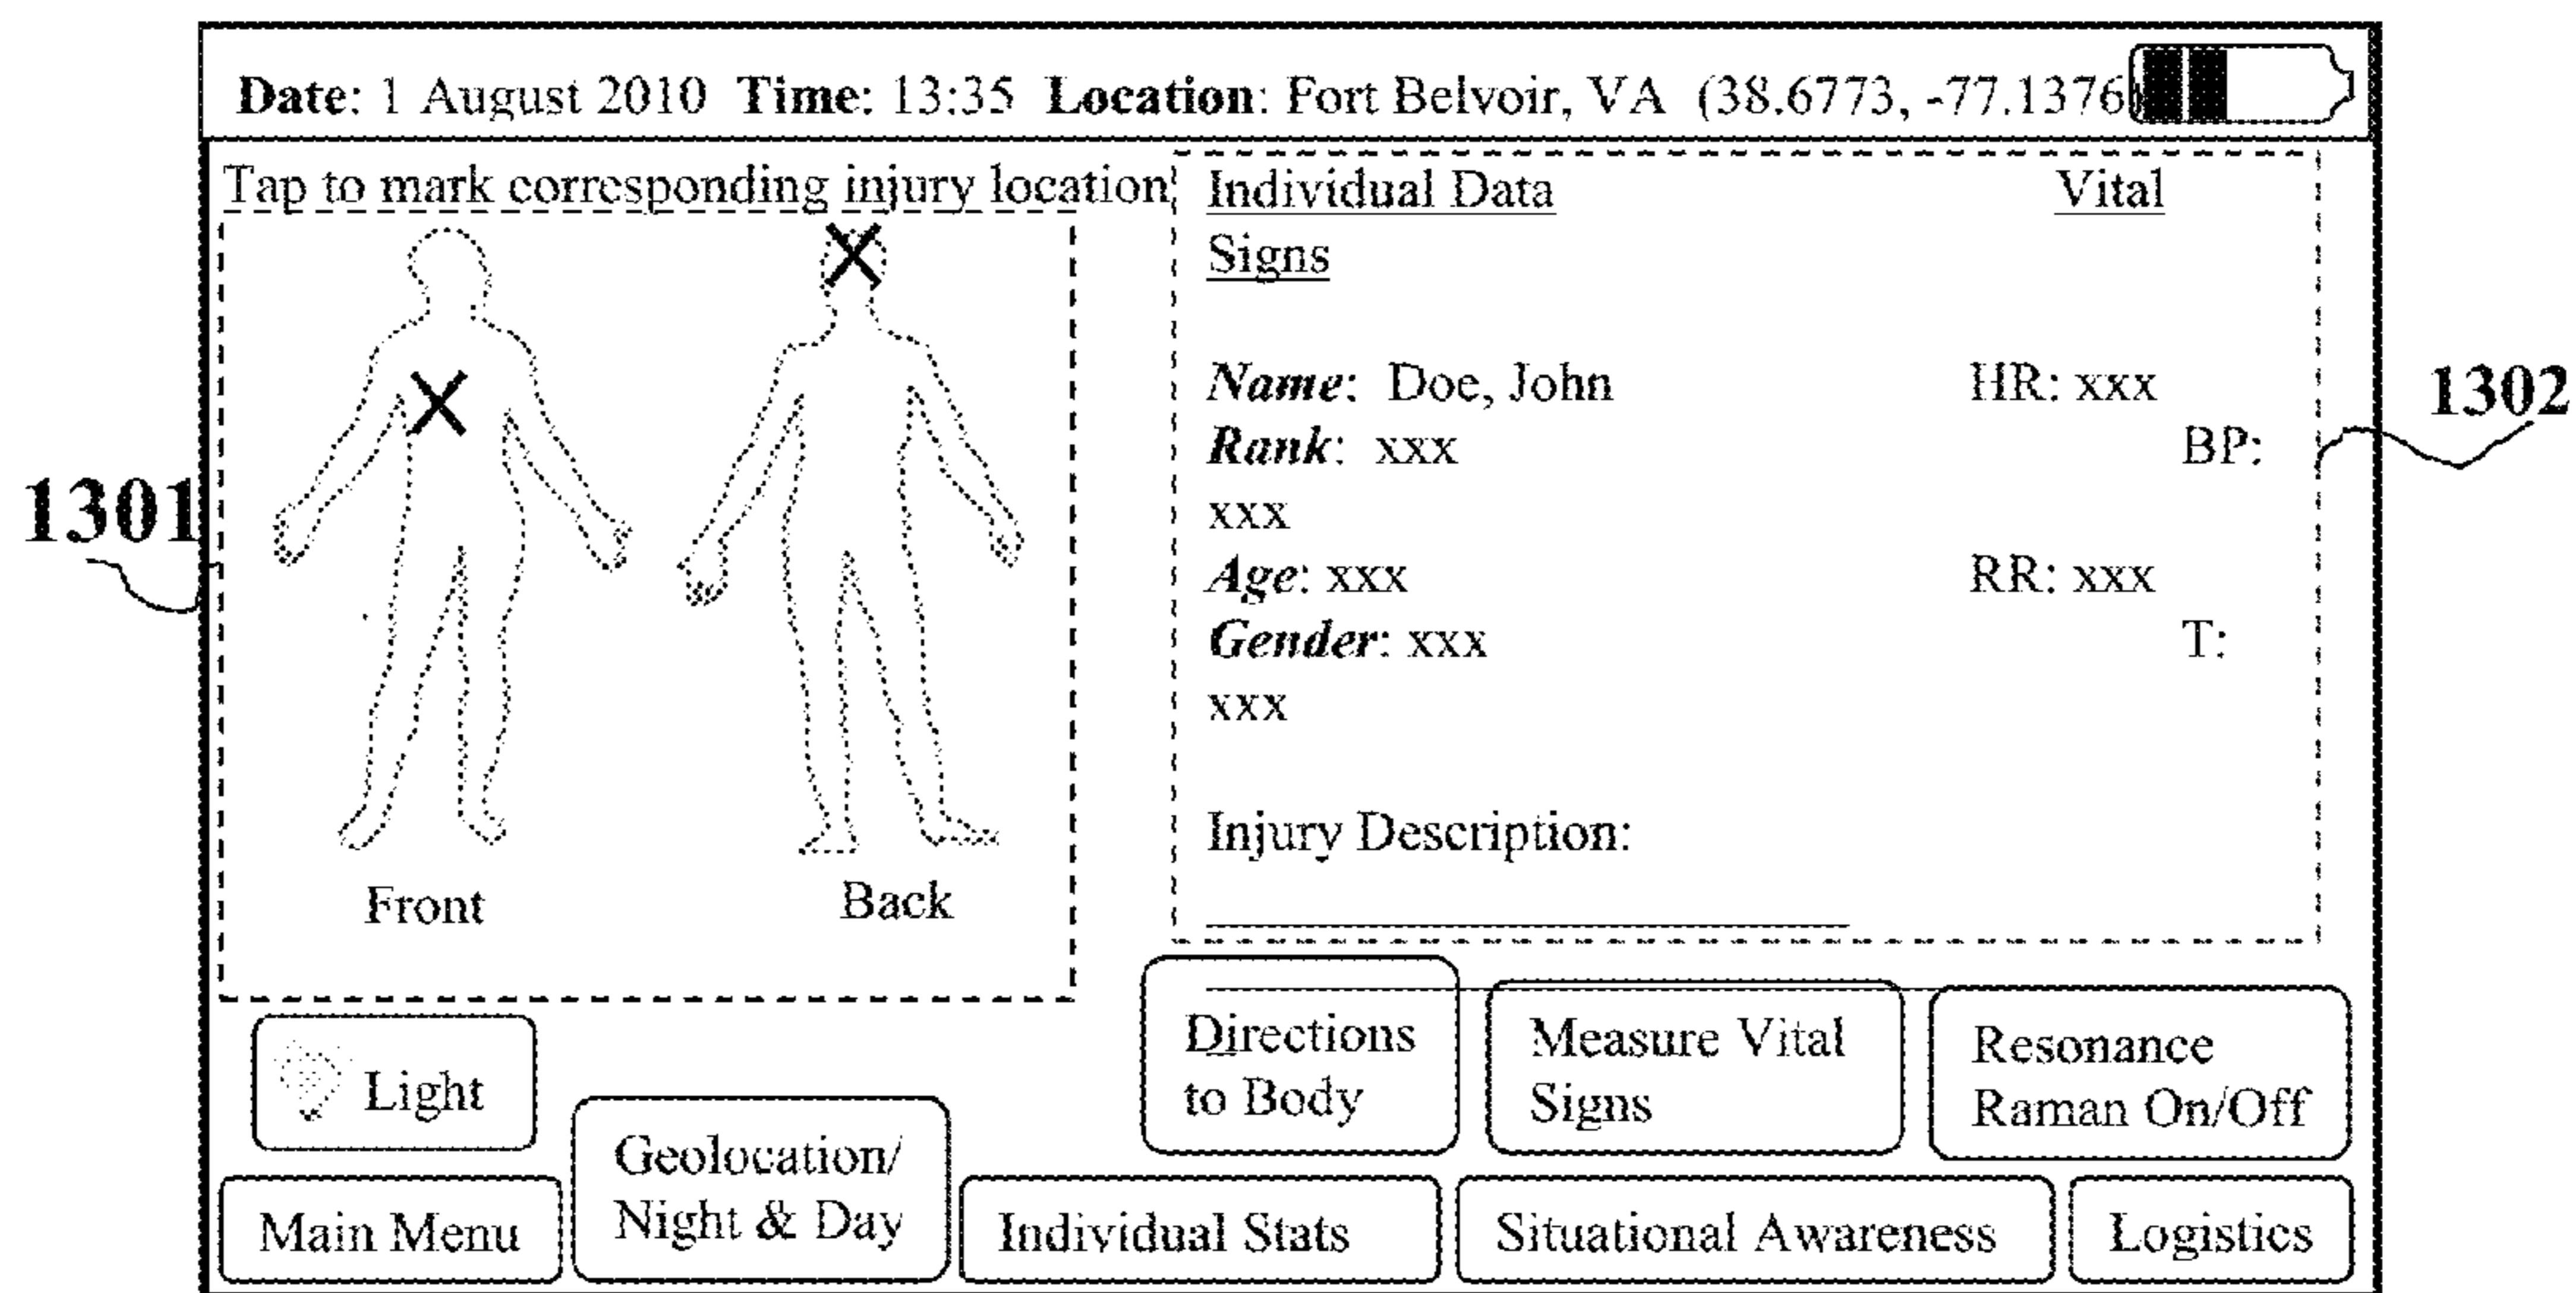 Date: 1 August 2010 Time: 13:35 Location: Fort Belvoir, VA (38.6773, -77.1376)
Tap to mark corresponding injury location
Front
Back
1301
Individual Data Vital
Signs
Name: Doe, John HR: xxx
Rank: xxx BP:
xxx
Age: xxx RR: xxx
Gender: xxx T:
xxx
Injury Description:
1302
Light
Directions
to Body
Measure Vital
Signs
Resonance
Raman On/Off
Main Menu
Geolocation/
Night & Day
Individual Stats
Situational Awareness
Logistics